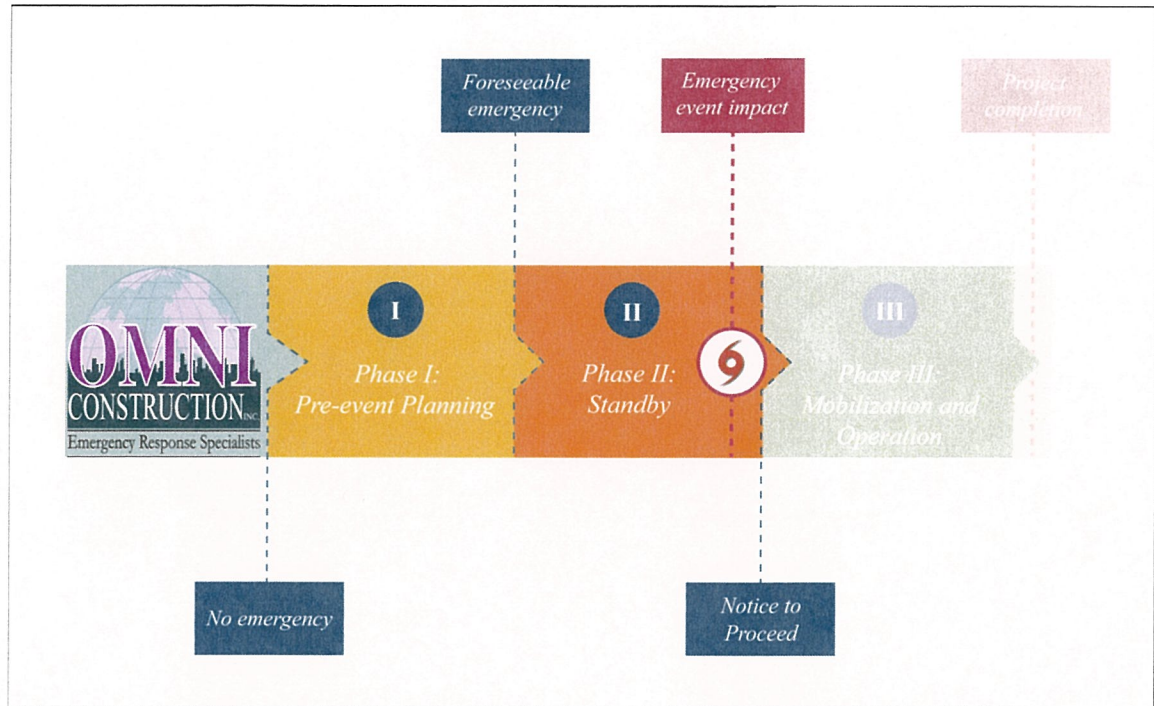 Foreseeable
emergency
Emergency
event impact
Project
completion
OMNI
CONSTRUCTION INC.
Emergency Response Specialists
I
Phase I:
Pre-event Planning
II
Phase II:
Standby
III
Phase III:
Mobilization and
Operation
No emergency
Notice to
Proceed